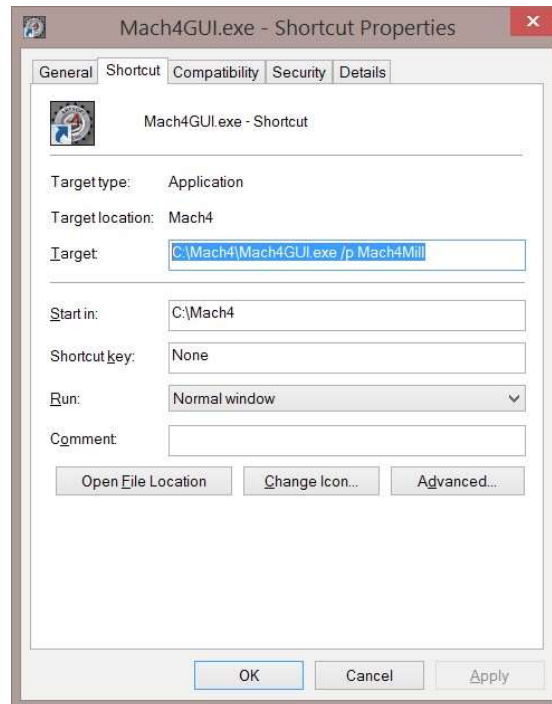 Mach4GUI.exe - Shortcut Properties
General Shortcut Compatibility Security Details
Mach4GUI.exe - Shortcut
Target type: Application
Target location: Mach4
Target: C:\Mach4\Mach4GUI.exe /p Mach4Mill
Start in: C:\Mach4
Shortcut key: None
Run: Normal window
Comment:
Open File Location Change Icon... Advanced...
OK Cancel Apply